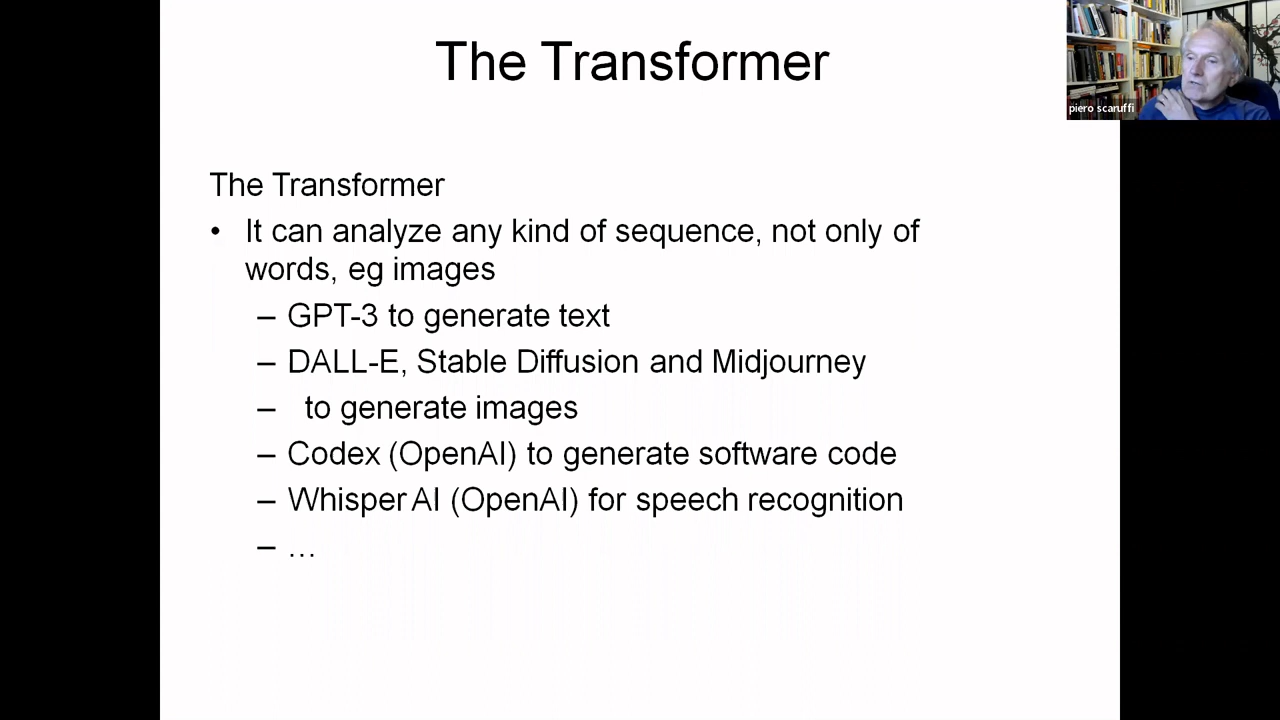 The Transformer
piero scaruffi
The Transformer
• It can analyze any kind of sequence, not only of
words, eg images
– GPT-3 to generate text
– DALL-E, Stable Diffusion and Midjourney
– to generate images
– Codex (OpenAI) to generate software code
– Whisper AI (OpenAI) for speech recognition
– …